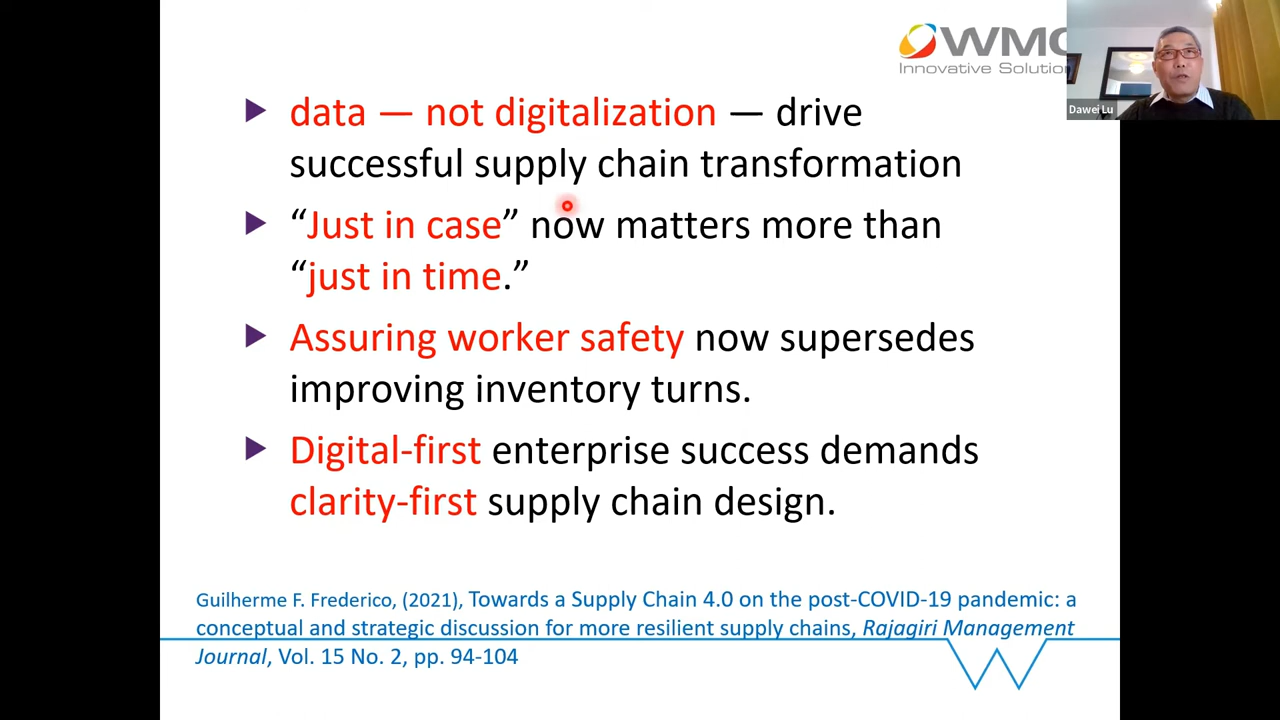 WMG
Innovative Solution
Dawei Lu
data — not digitalization — drive
successful supply chain transformation
“Just in case” now matters more than
“just in time.”
Assuring worker safety now supersedes
improving inventory turns.
Digital-first enterprise success demands
clarity-first supply chain design.
Guilherme F. Frederico, (2021), Towards a Supply Chain 4.0 on the post-COVID-19 pandemic: a
conceptual and strategic discussion for more resilient supply chains, Rajagiri Management
Journal, Vol. 15 No. 2, pp. 94-104